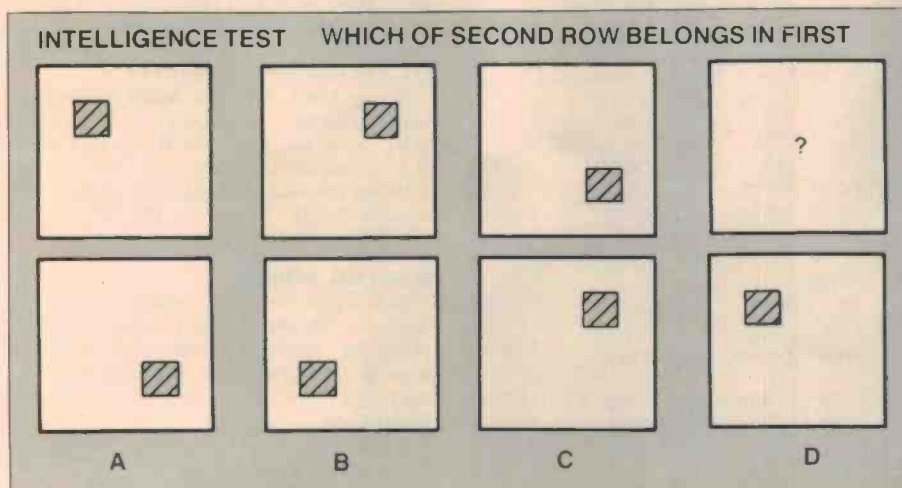 INTELLIGENCE TEST WHICH OF SECOND ROW BELONGS IN FIRST
?
A B C D